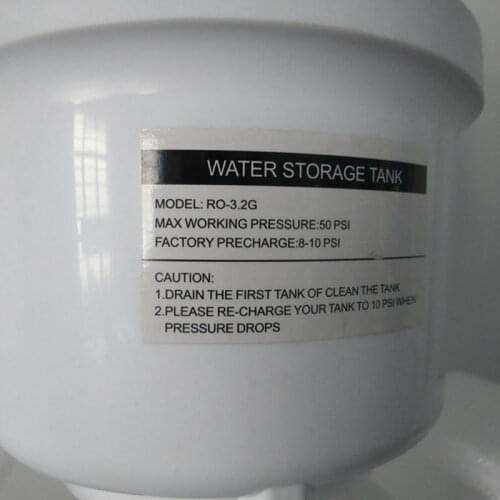 WATER STORAGE TANK
MODEL: RO-3.2G
MAX WORKING PRESSURE:50 PSI
FACTORY PRECHARGE:8-10 PSI
CAUTION:
1.DRAIN THE FIRST TANK OF CLEAN THE TANK
2.PLEASE RE-CHARGE YOUR TANK TO 10 PSI WHEN
PRESSURE DROPS